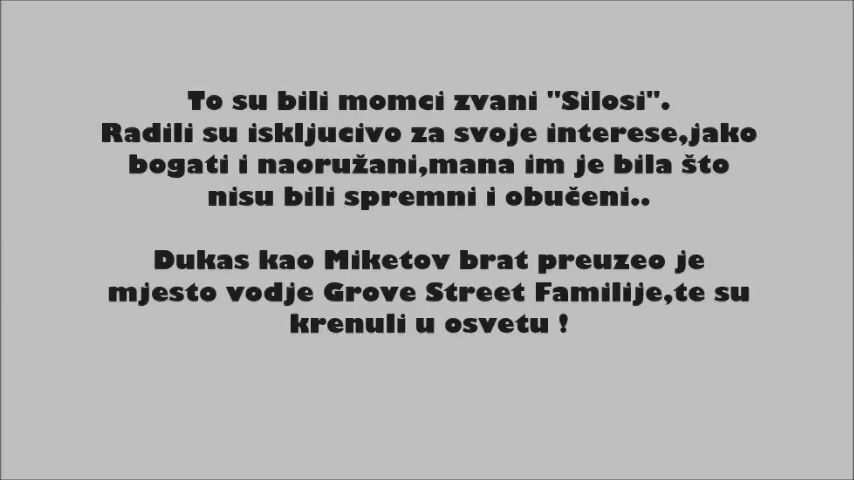 To su bili momci zvani "Silosi".
Radili su iskljucivo za svoje interese,jako
bogati i naoružani,mana im je bila što
nisu bili spremni i obučeni..
Dukas kao Miketov brat preuzeo je
mjesto vodje Grove Street Familije,te su
krenuli u osvetu !